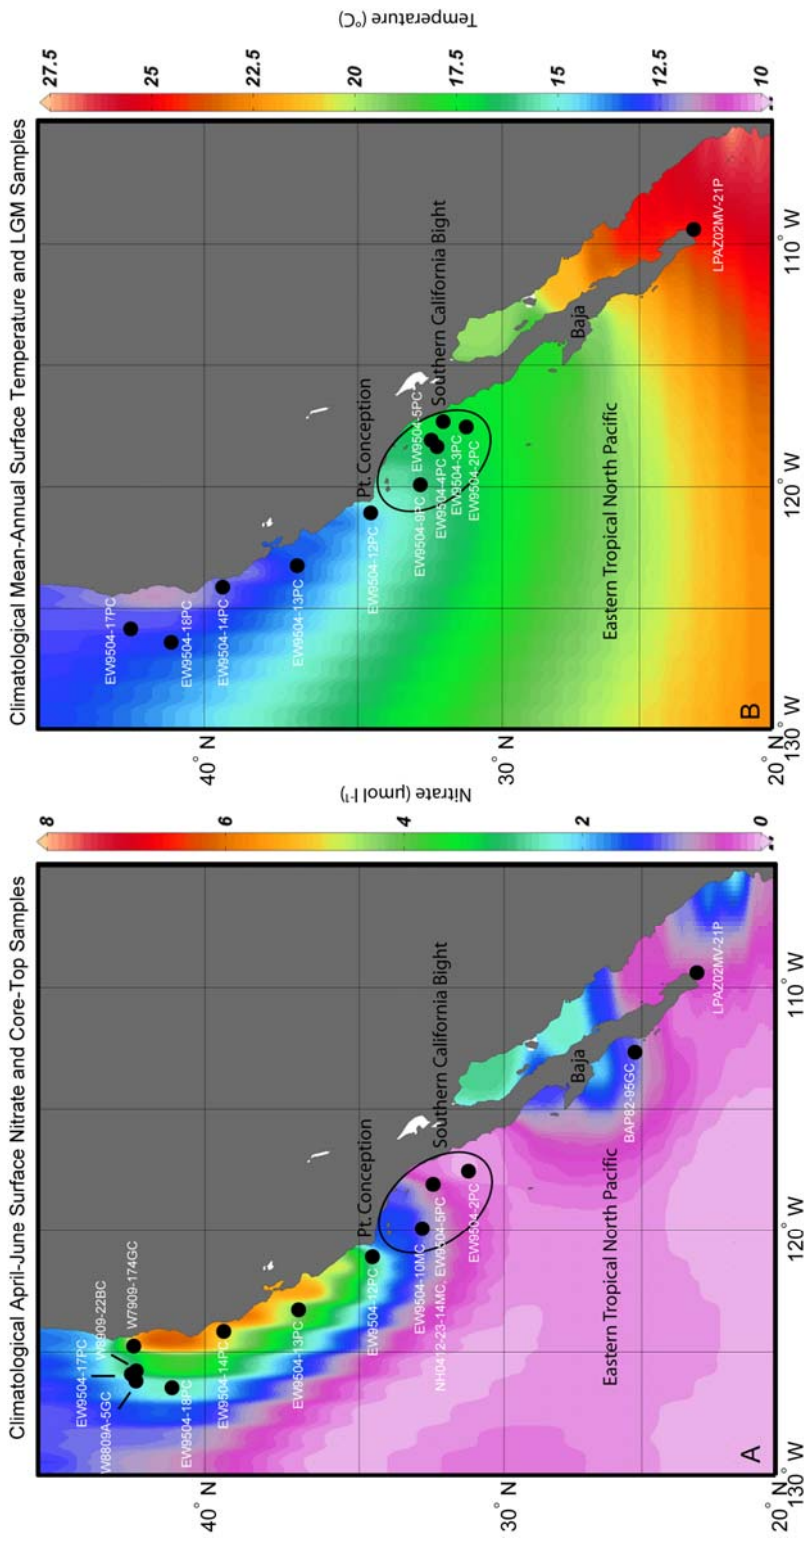 Climatological April-June Surface Nitrate and Core-Top Samples
W8809A-5GC
EW9504-17PC
W8909-22BC
W7909-174GC
EW9504-18PC
EW9504-14PC
EW9504-13PC
EW9504-12PC
Pt. Conception
EW9504-10MC
NH0412-23-14MC, EW9504-5PC
Southern California Bight
EW9504-2PC
Baja
Eastern Tropical North Pacific
BAP82-95GC
LPAZ02MV-21P
A
40° N
30° N
20° N
130° W
120° W
110° W
Nitrate (µmol l⁻¹)
8
6
4
2
0
Climatological Mean-Annual Surface Temperature and LGM Samples
EW9504-17PC
EW9504-18PC
EW9504-14PC
EW9504-13PC
EW9504-12PC
Pt. Conception
EW9504-9PC
EW9504-5PC
EW9504-4PC
EW9504-3PC
EW9504-2PC
Southern California Bight
Baja
Eastern Tropical North Pacific
LPAZ02MV-21P
B
40° N
30° N
20° N
130° W
120° W
110° W
Temperature (°C)
27.5
25
22.5
20
17.5
15
12.5
10